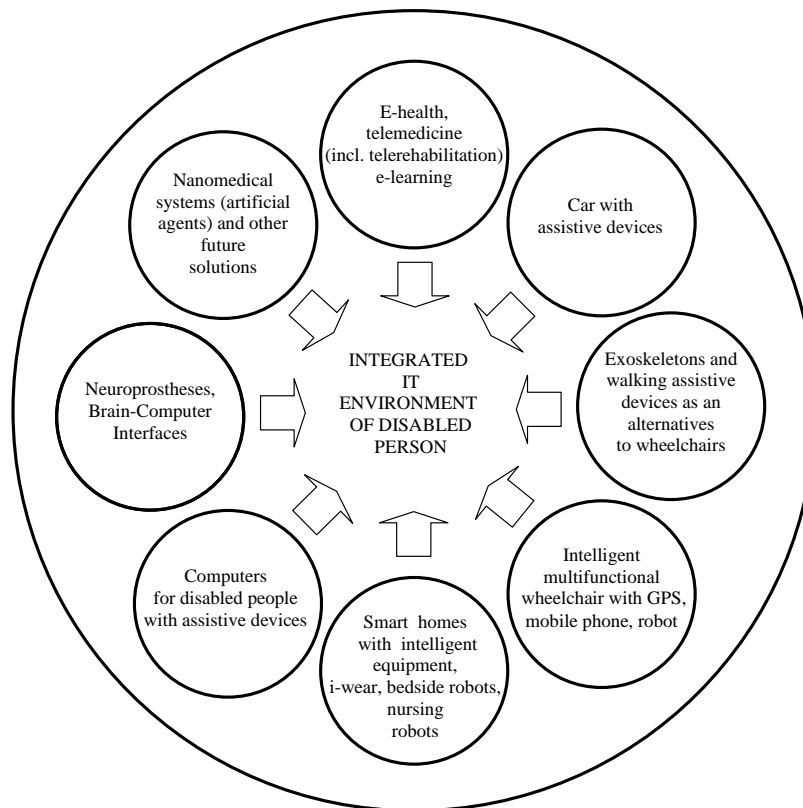 E-health,
telemedicine
(incl. telerehabilitation)
e-learning
Car with
assistive devices
Exoskeletons and
walking assistive
devices as an
alternatives
to wheelchairs
Intelligent
multifunctional
wheelchair with GPS,
mobile phone, robot
Smart homes
with intelligent
equipment,
i-wear, bedside robots,
nursing
robots
Computers
for disabled people
with assistive devices
Neuroprostheses,
Brain-Computer
Interfaces
Nanomedical
systems (artificial
agents) and other
future
solutions
INTEGRATED
IT
ENVIRONMENT
OF DISABLED
PERSON